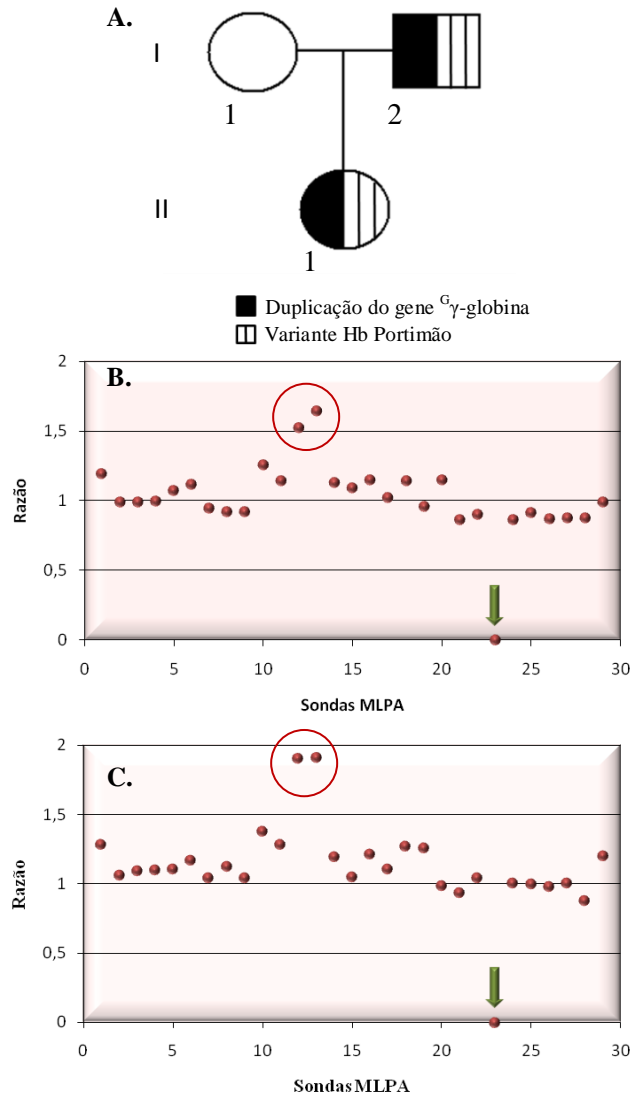 A.
I
1
2
II
1
Duplicação do gene ᴳγ-globina
Variante Hb Portimão
B.
2
1,5
1
0,5
0
Razão
0 5 10 15 20 25 30
Sondas MLPA
C.
2
1,5
1
0,5
0
Razão
0 5 10 15 20 25 30
Sondas MLPA